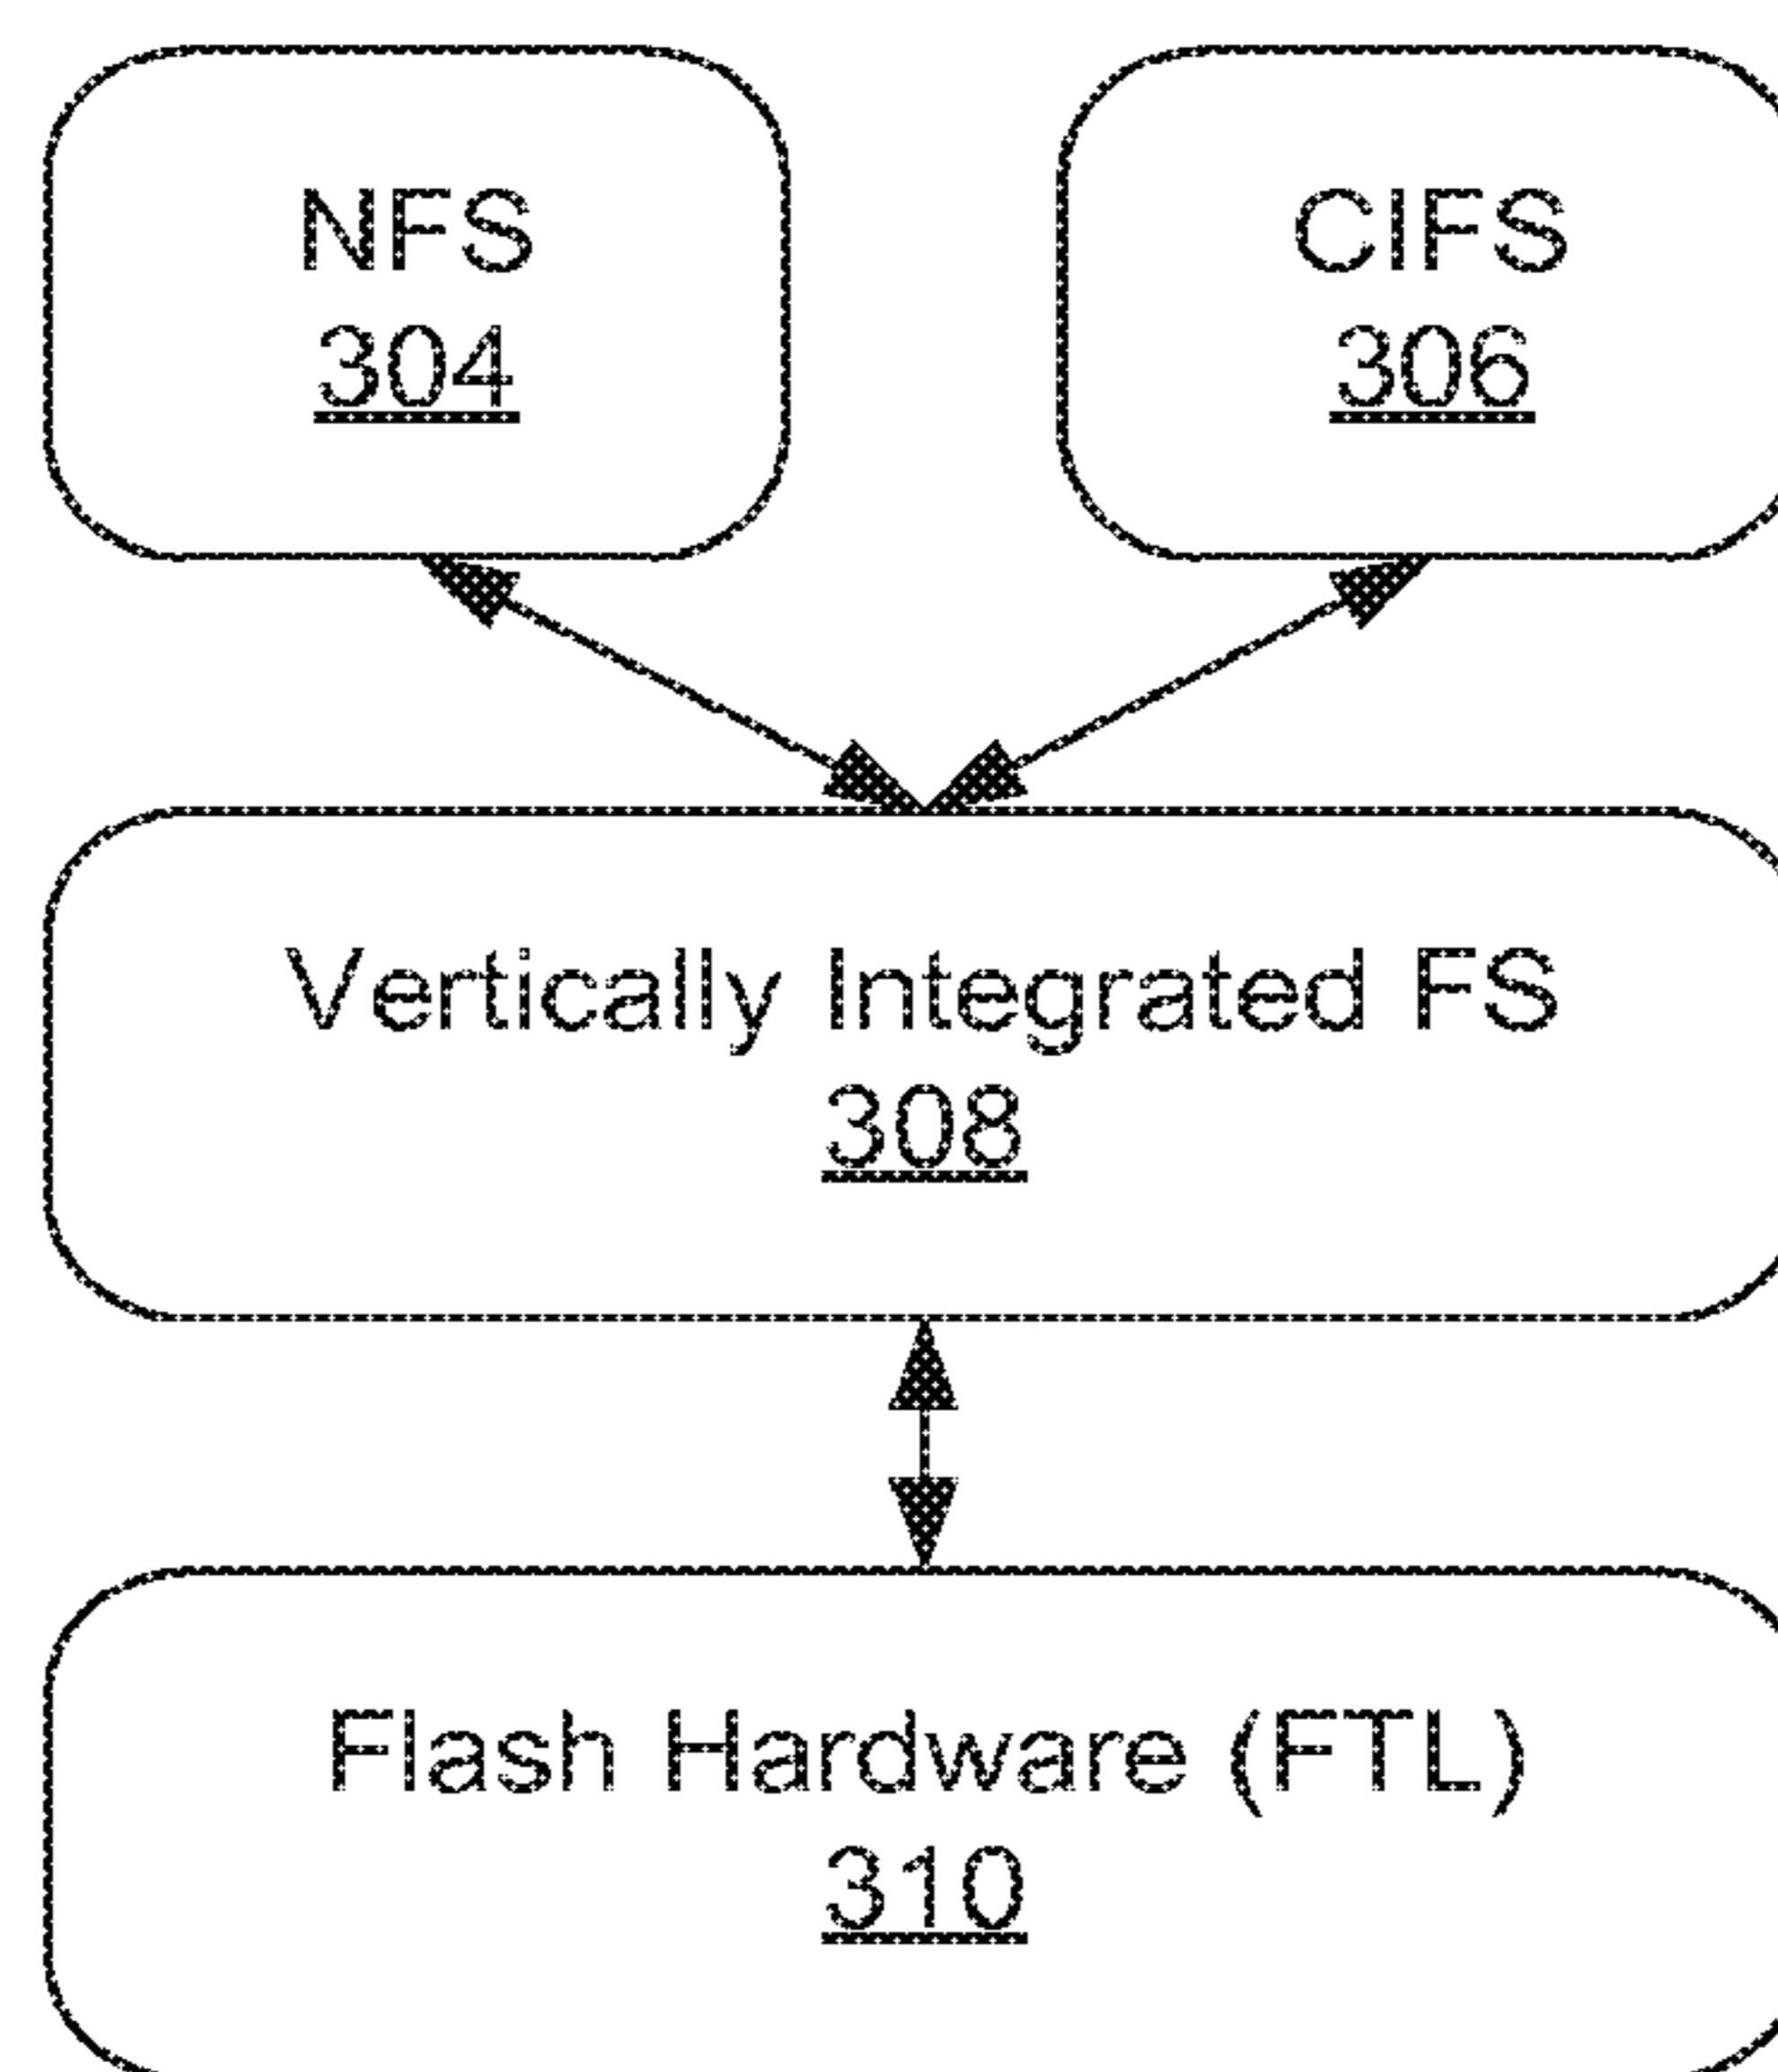 NFS
304
CIFS
306
Vertically Integrated FS
308
Flash Hardware (FTL)
310